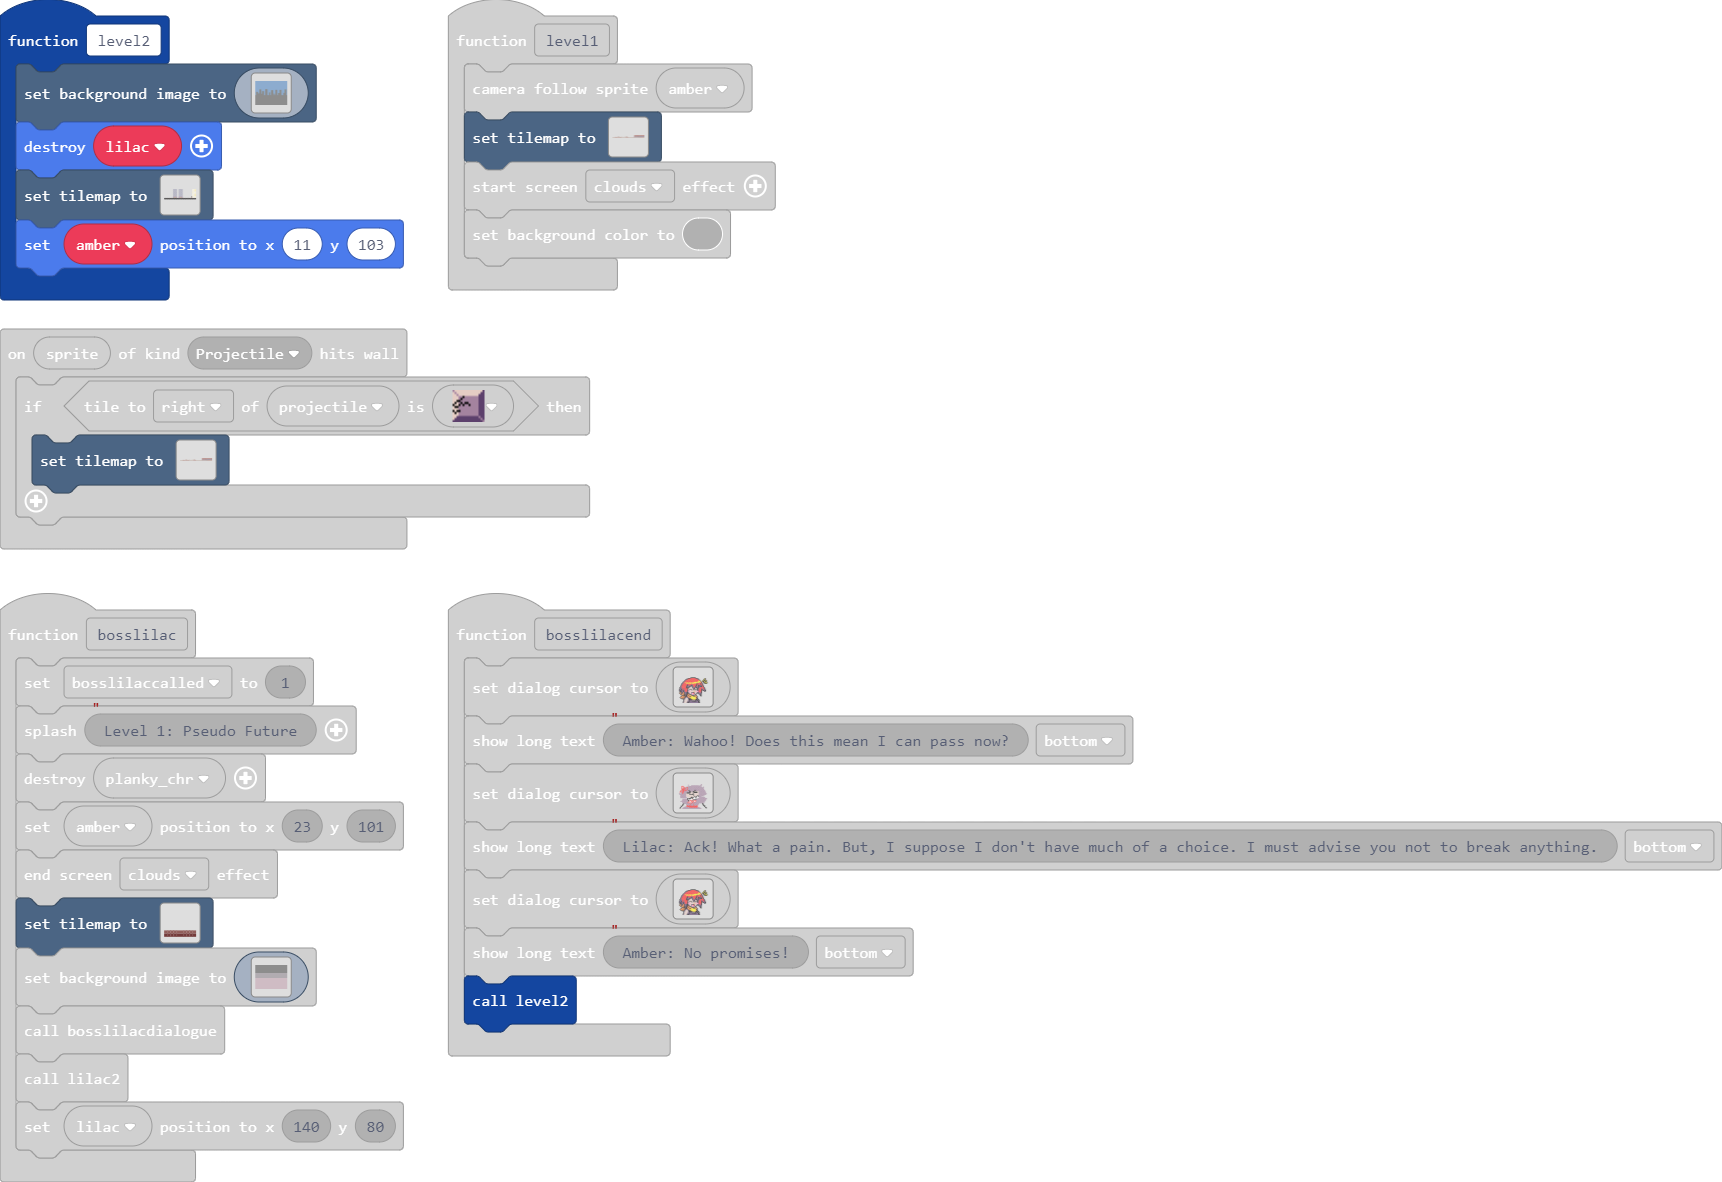 function level2
set background image to
destroy lilac
set tilemap to
set amber position to x 11 y 103
function level1
camera follow sprite amber
set tilemap to
start screen clouds effect
set background color to
on sprite of kind Projectile hits wall
if tile to right of projectile is then
set tilemap to
function bosslilac
set bosslilaccalled to 1
splash " Level 1: Pseudo Future
destroy planky_chr
set amber position to x 23 y 101
end screen clouds effect
set tilemap to
set background image to
call bosslilacdialogue
call lilac2
set lilac position to x 140 y 80
function bosslilacend
set dialog cursor to
show long text " Amber: Wahoo! Does this mean I can pass now? bottom
set dialog cursor to
show long text " Lilac: Ack! What a pain. But, I suppose I don't have much of a choice. I must advise you not to break anything. bottom
set dialog cursor to
show long text " Amber: No promises! bottom
call level2